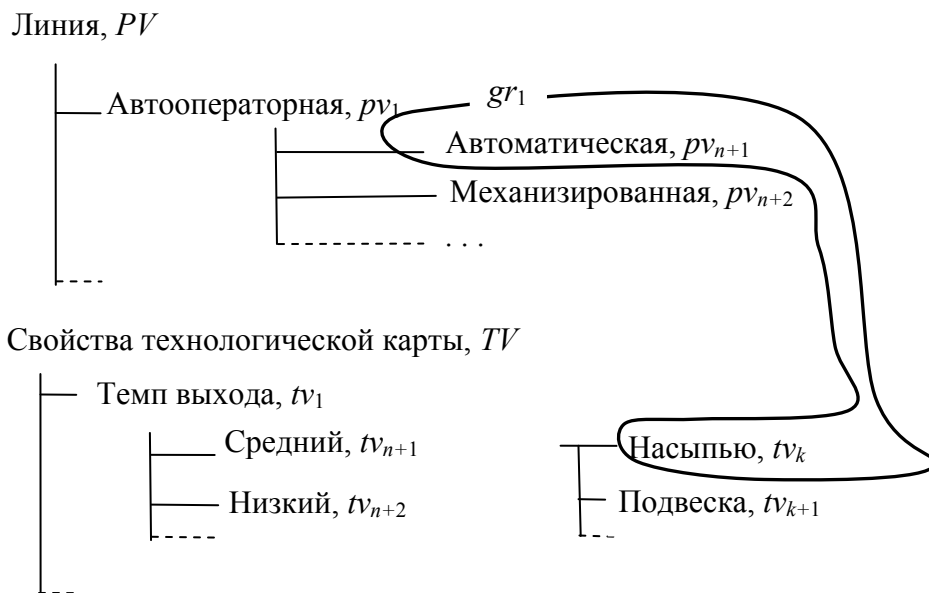 Линия, PV
Автооператорная, pv1
gr1
Автоматическая, pvn+1
Механизированная, pvn+2
. . .
Свойства технологической карты, TV
Темп выхода, tv1
Средний, tvn+1
Насыпью, tvk
Низкий, tvn+2
Подвеска, tvk+1